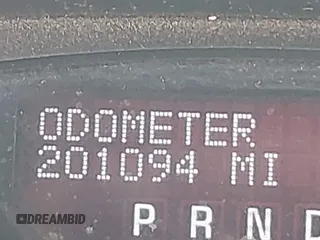 ODOMETER
201094 MI
P R N D
DREAMBID